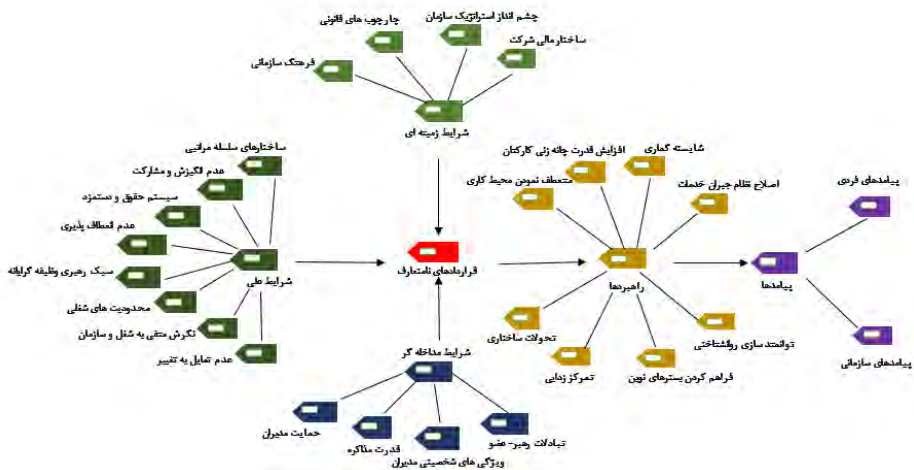 چشم انداز استراتژیک سازمان
چارچوب های قانونی
ساختار مالی شرکت
فرهنگ سازمانی
شرایط زمینه ای
ساختارهای سلسله مراتبی
عدم انگیزش و مشارکت
سیستم حقوق و دستمزد
عدم انعطاف پذیری
سبک رهبری وظیفه گرایانه
محدودیت های شغلی
نگرش منفی به شغل و سازمان
عدم تمایل به تغییر
شرایط علی
قراردادهای نامتعارف
شرایط مداخله گر
حمایت مدیران
قدرت مذاکره
ویژگی های شخصیتی مدیران
تبادلات رهبر- عضو
شایسته گماری
افزایش قدرت چانه زنی کارکنان
اصلاح نظام جبران خدمات
منعطف نمودن محیط کاری
راهبردها
تحولات ساختاری
تمرکز زدایی
فراهم کردن بسترهای نوین
توانمند سازی روانشناختی
پیامدهای فردی
پیامدها
پیامدهای سازمانی